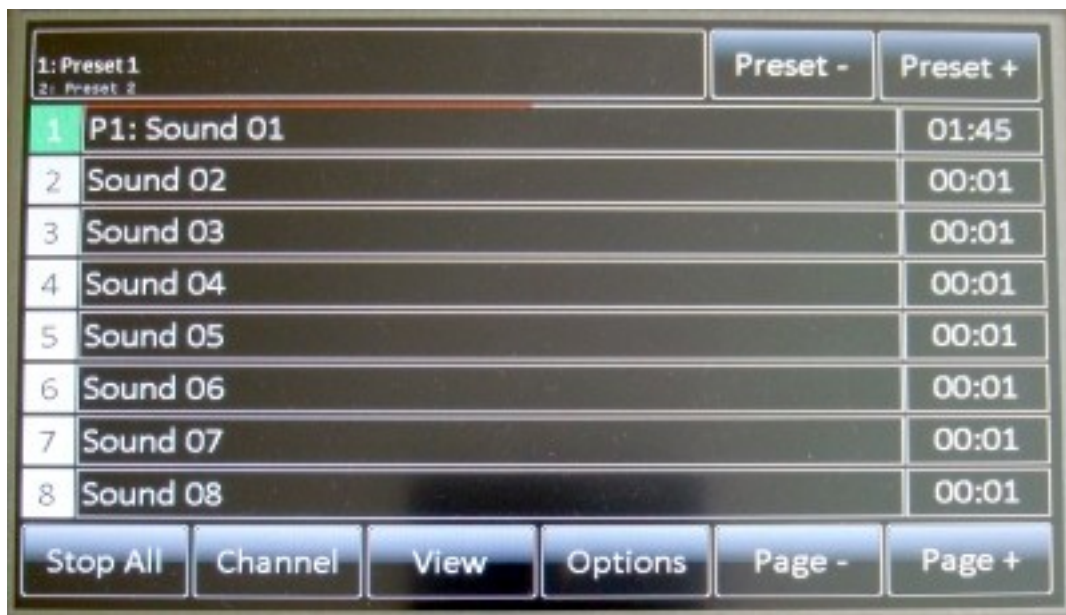 1: Preset 1
2: Preset 2
Preset - Preset +
1 P1: Sound 01 01:45
2 Sound 02 00:01
3 Sound 03 00:01
4 Sound 04 00:01
5 Sound 05 00:01
6 Sound 06 00:01
7 Sound 07 00:01
8 Sound 08 00:01
Stop All Channel View Options Page - Page +